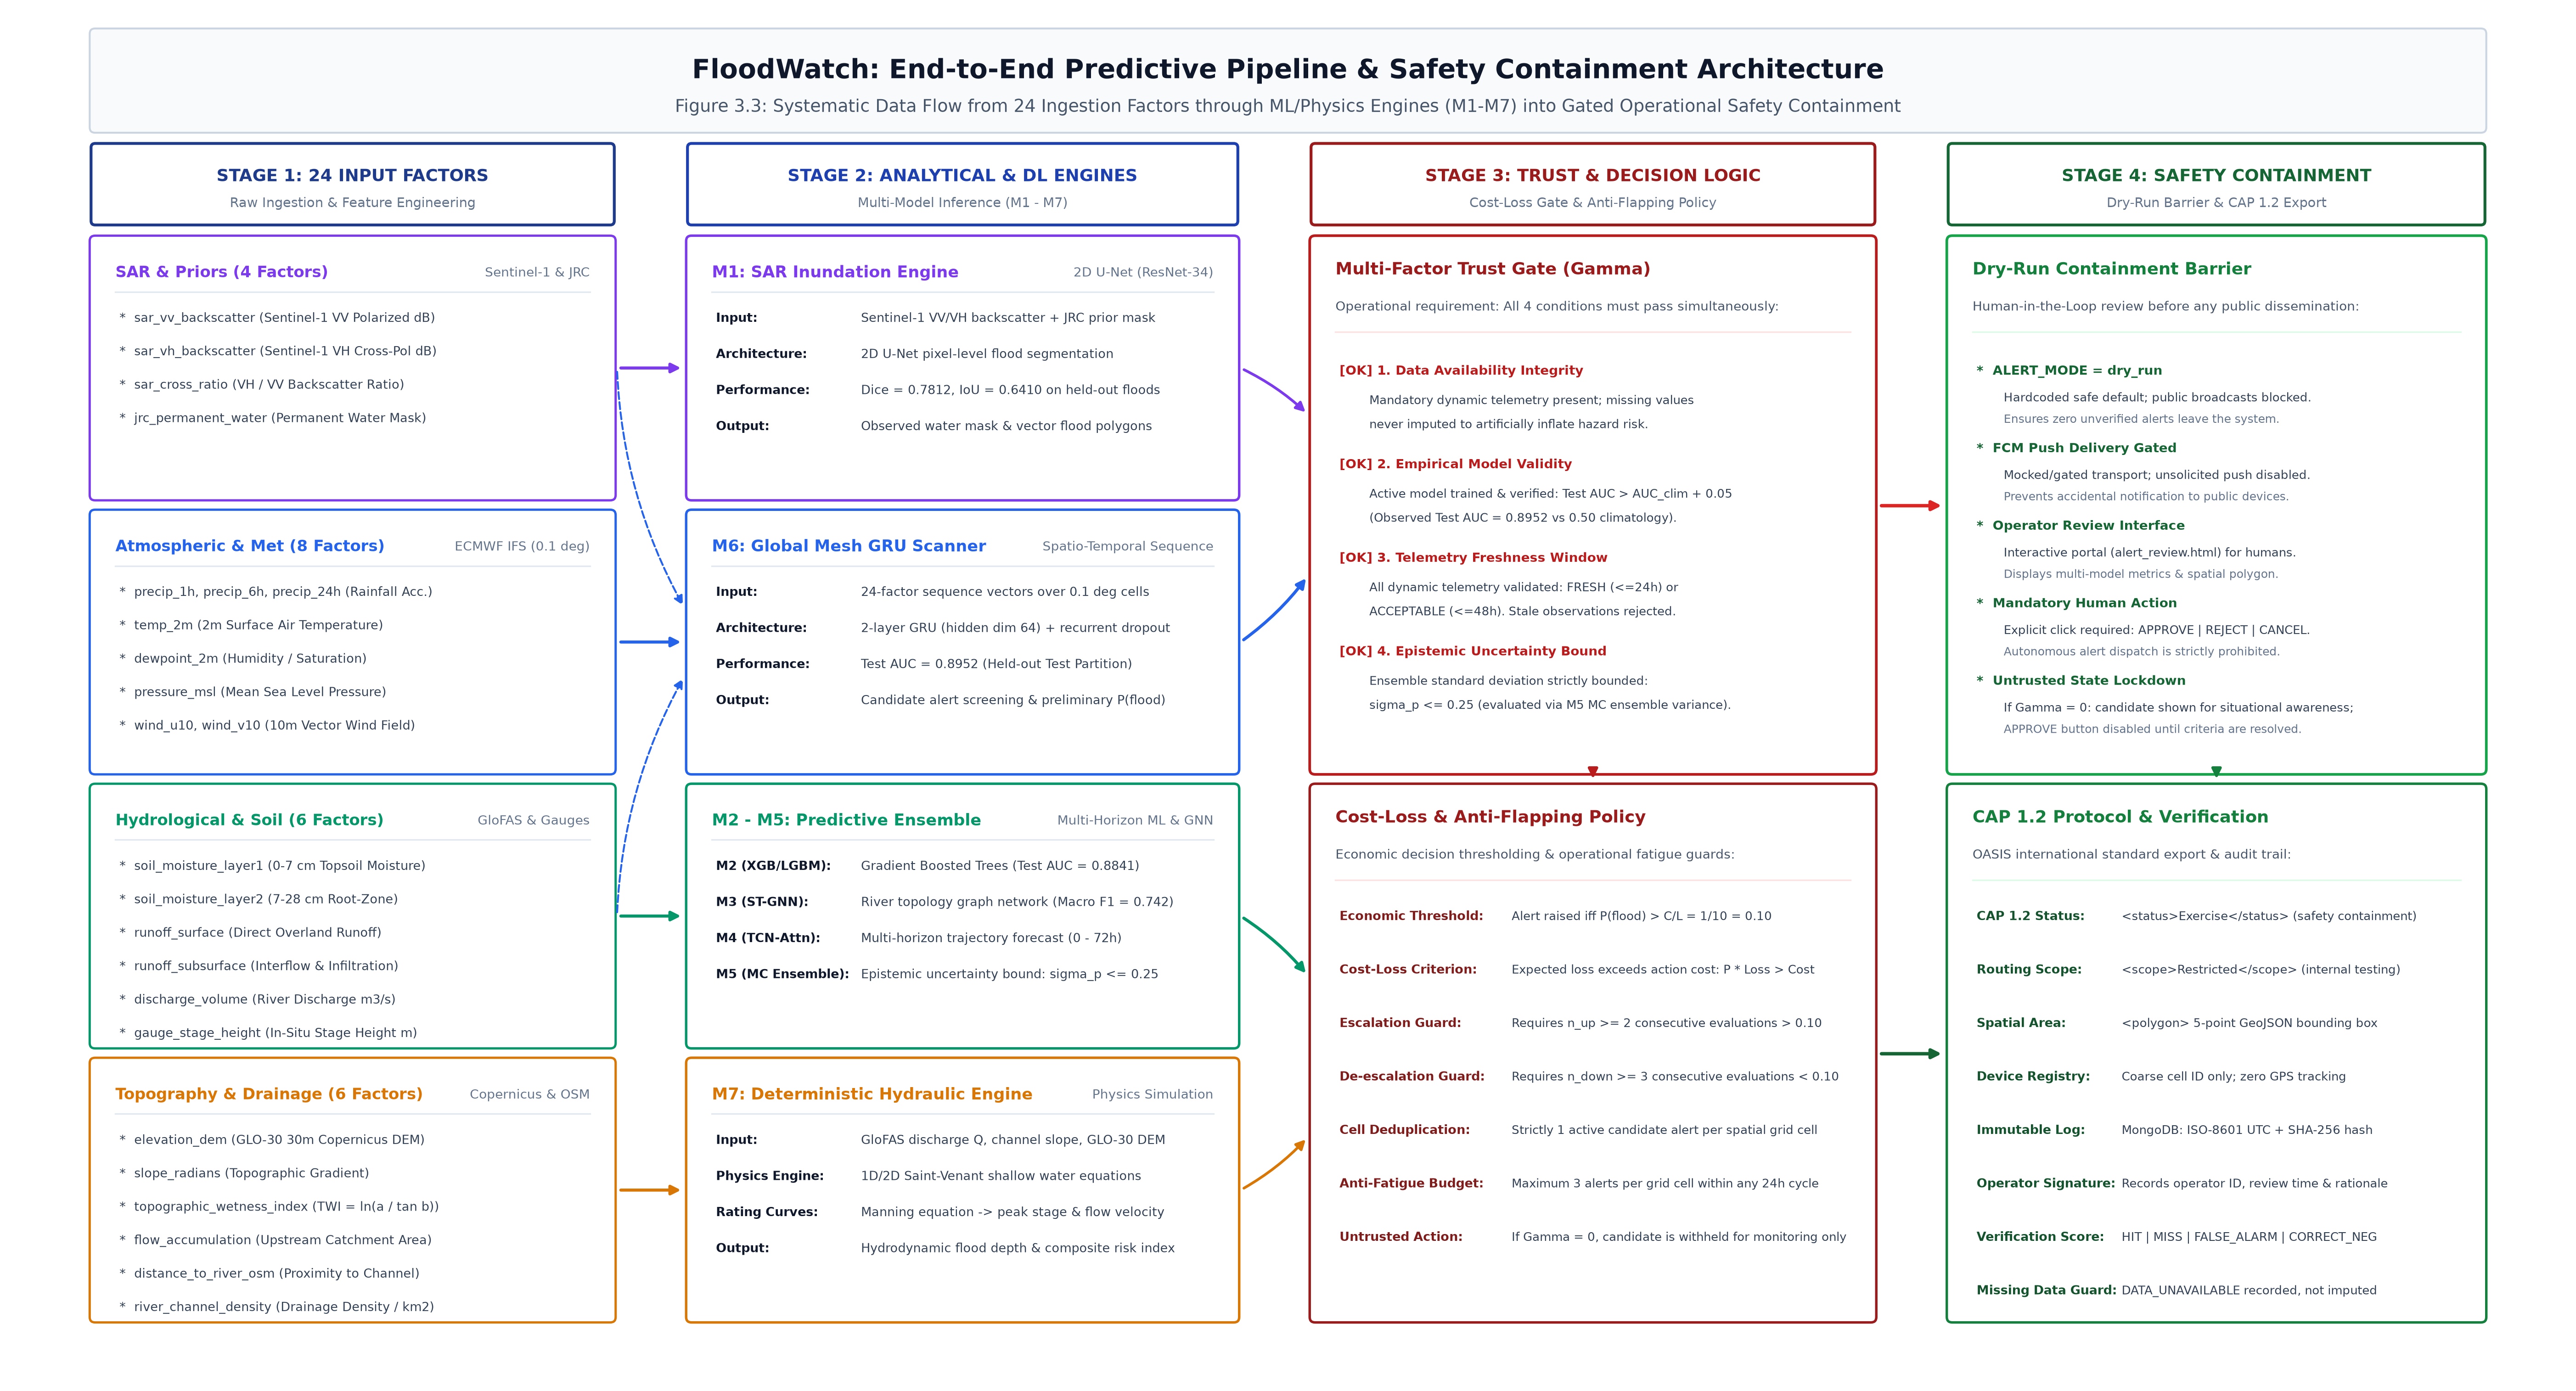 FloodWatch: End-to-End Predictive Pipeline & Safety Containment Architecture
Figure 3.3: Systematic Data Flow from 24 Ingestion Factors through ML/Physics Engines (M1-M7) into Gated Operational Safety Containment
STAGE 1: 24 INPUT FACTORS
Raw Ingestion & Feature Engineering
SAR & Priors (4 Factors) Sentinel-1 & JRC
* sar_vv_backscatter (Sentinel-1 VV Polarized dB)
* sar_vh_backscatter (Sentinel-1 VH Cross-Pol dB)
* sar_cross_ratio (VH / VV Backscatter Ratio)
* jrc_permanent_water (Permanent Water Mask)
Atmospheric & Met (8 Factors) ECMWF IFS (0.1 deg)
* precip_1h, precip_6h, precip_24h (Rainfall Acc.)
* temp_2m (2m Surface Air Temperature)
* dewpoint_2m (Humidity / Saturation)
* pressure_msl (Mean Sea Level Pressure)
* wind_u10, wind_v10 (10m Vector Wind Field)
Hydrological & Soil (6 Factors) GloFAS & Gauges
* soil_moisture_layer1 (0-7 cm Topsoil Moisture)
* soil_moisture_layer2 (7-28 cm Root-Zone)
* runoff_surface (Direct Overland Runoff)
* runoff_subsurface (Interflow & Infiltration)
* discharge_volume (River Discharge m3/s)
* gauge_stage_height (In-Situ Stage Height m)
Topography & Drainage (6 Factors) Copernicus & OSM
* elevation_dem (GLO-30 30m Copernicus DEM)
* slope_radians (Topographic Gradient)
* topographic_wetness_index (TWI = ln(a / tan b))
* flow_accumulation (Upstream Catchment Area)
* distance_to_river_osm (Proximity to Channel)
* river_channel_density (Drainage Density / km2)
STAGE 2: ANALYTICAL & DL ENGINES
Multi-Model Inference (M1 - M7)
M1: SAR Inundation Engine 2D U-Net (ResNet-34)
Input: Sentinel-1 VV/VH backscatter + JRC prior mask
Architecture: 2D U-Net pixel-level flood segmentation
Performance: Dice = 0.7812, IoU = 0.6410 on held-out floods
Output: Observed water mask & vector flood polygons
M6: Global Mesh GRU Scanner Spatio-Temporal Sequence
Input: 24-factor sequence vectors over 0.1 deg cells
Architecture: 2-layer GRU (hidden dim 64) + recurrent dropout
Performance: Test AUC = 0.8952 (Held-out Test Partition)
Output: Candidate alert screening & preliminary P(flood)
M2 - M5: Predictive Ensemble Multi-Horizon ML & GNN
M2 (XGB/LGBM): Gradient Boosted Trees (Test AUC = 0.8841)
M3 (ST-GNN): River topology graph network (Macro F1 = 0.742)
M4 (TCN-Attn): Multi-horizon trajectory forecast (0 - 72h)
M5 (MC Ensemble): Epistemic uncertainty bound: sigma_p <= 0.25
M7: Deterministic Hydraulic Engine Physics Simulation
Input: GloFAS discharge Q, channel slope, GLO-30 DEM
Physics Engine: 1D/2D Saint-Venant shallow water equations
Rating Curves: Manning equation -> peak stage & flow velocity
Output: Hydrodynamic flood depth & composite risk index
STAGE 3: TRUST & DECISION LOGIC
Cost-Loss Gate & Anti-Flapping Policy
Multi-Factor Trust Gate (Gamma)
Operational requirement: All 4 conditions must pass simultaneously:
[OK] 1. Data Availability Integrity
Mandatory dynamic telemetry present; missing values
never imputed to artificially inflate hazard risk.
[OK] 2. Empirical Model Validity
Active model trained & verified: Test AUC > AUC_clim + 0.05
(Observed Test AUC = 0.8952 vs 0.50 climatology).
[OK] 3. Telemetry Freshness Window
All dynamic telemetry validated: FRESH (<=24h) or
ACCEPTABLE (<=48h). Stale observations rejected.
[OK] 4. Epistemic Uncertainty Bound
Ensemble standard deviation strictly bounded:
sigma_p <= 0.25 (evaluated via M5 MC ensemble variance).
Cost-Loss & Anti-Flapping Policy
Economic decision thresholding & operational fatigue guards:
Economic Threshold: Alert raised iff P(flood) > C/L = 1/10 = 0.10
Cost-Loss Criterion: Expected loss exceeds action cost: P * Loss > Cost
Escalation Guard: Requires n_up >= 2 consecutive evaluations > 0.10
De-escalation Guard: Requires n_down >= 3 consecutive evaluations < 0.10
Cell Deduplication: Strictly 1 active candidate alert per spatial grid cell
Anti-Fatigue Budget: Maximum 3 alerts per grid cell within any 24h cycle
Untrusted Action: If Gamma = 0, candidate is withheld for monitoring only
STAGE 4: SAFETY CONTAINMENT
Dry-Run Barrier & CAP 1.2 Export
Dry-Run Containment Barrier
Human-in-the-Loop review before any public dissemination:
* ALERT_MODE = dry_run
Hardcoded safe default; public broadcasts blocked.
Ensures zero unverified alerts leave the system.
* FCM Push Delivery Gated
Mocked/gated transport; unsolicited push disabled.
Prevents accidental notification to public devices.
* Operator Review Interface
Interactive portal (alert_review.html) for humans.
Displays multi-model metrics & spatial polygon.
* Mandatory Human Action
Explicit click required: APPROVE | REJECT | CANCEL.
Autonomous alert dispatch is strictly prohibited.
* Untrusted State Lockdown
If Gamma = 0: candidate shown for situational awareness;
APPROVE button disabled until criteria are resolved.
CAP 1.2 Protocol & Verification
OASIS international standard export & audit trail:
CAP 1.2 Status: <status>Exercise</status> (safety containment)
Routing Scope: <scope>Restricted</scope> (internal testing)
Spatial Area: <polygon> 5-point GeoJSON bounding box
Device Registry: Coarse cell ID only; zero GPS tracking
Immutable Log: MongoDB: ISO-8601 UTC + SHA-256 hash
Operator Signature: Records operator ID, review time & rationale
Verification Score: HIT | MISS | FALSE_ALARM | CORRECT_NEG
Missing Data Guard: DATA_UNAVAILABLE recorded, not imputed